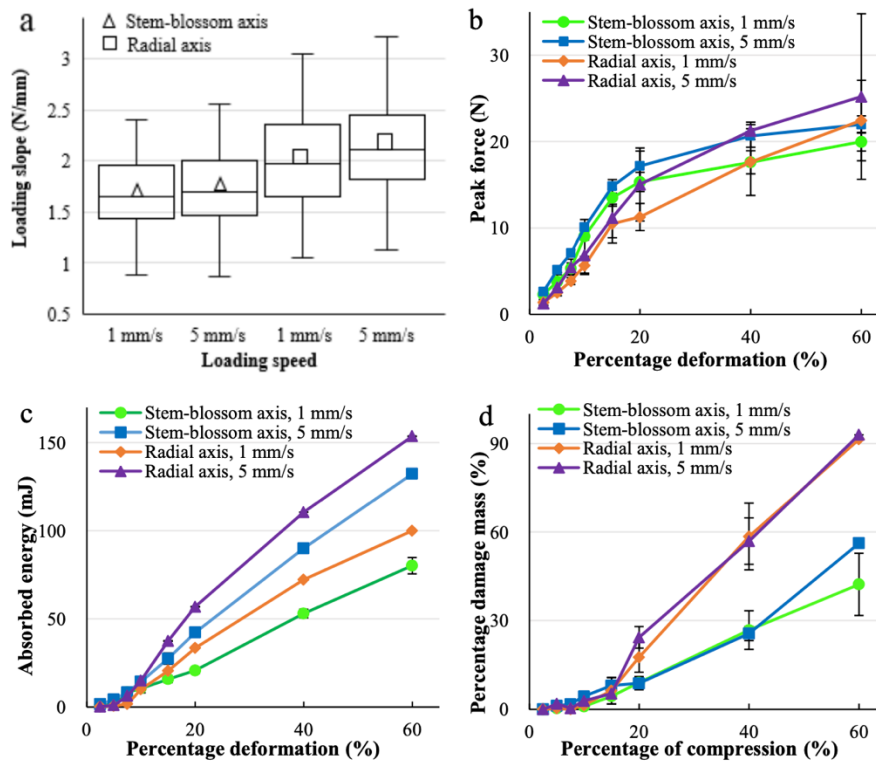 a
Stem-blossom axis
Radial axis
Loading slope (N/mm)
3
2.5
2
1.5
1
0.5
1 mm/s 5 mm/s 1 mm/s 5 mm/s
Loading speed
b
Stem-blossom axis, 1 mm/s
Stem-blossom axis, 5 mm/s
Radial axis, 1 mm/s
Radial axis, 5 mm/s
Peak force (N)
30
20
10
0
0 20 40 60
Percentage deformation (%)
c
Stem-blossom axis, 1 mm/s
Stem-blossom axis, 5 mm/s
Radial axis, 1 mm/s
Radial axis, 5 mm/s
Absorbed energy (mJ)
150
100
50
0
0 20 40 60
Percentage deformation (%)
d
Stem-blossom axis, 1 mm/s
Stem-blossom axis, 5 mm/s
Radial axis, 1 mm/s
Radial axis, 5 mm/s
Percentage damage mass (%)
90
60
30
0
0 20 40 60
Percentage of compression (%)